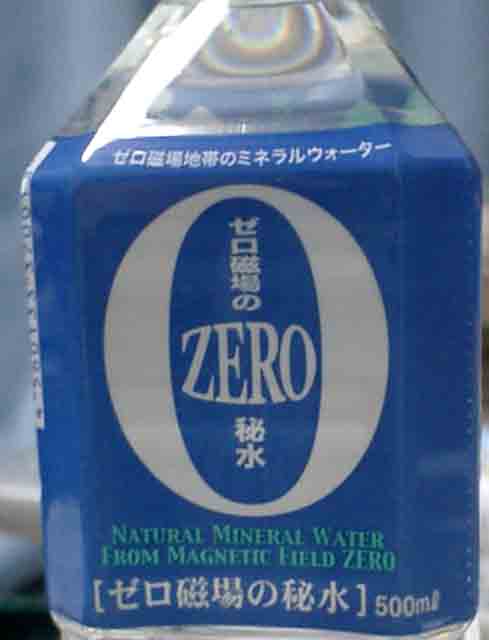 ゼロ磁場地帯のミネラルウォーター
ゼロ磁場の
ZERO
秘水
NATURAL MINERAL WATER
FROM MAGNETIC FIELD ZERO
[ゼロ磁場の秘水] 500ml